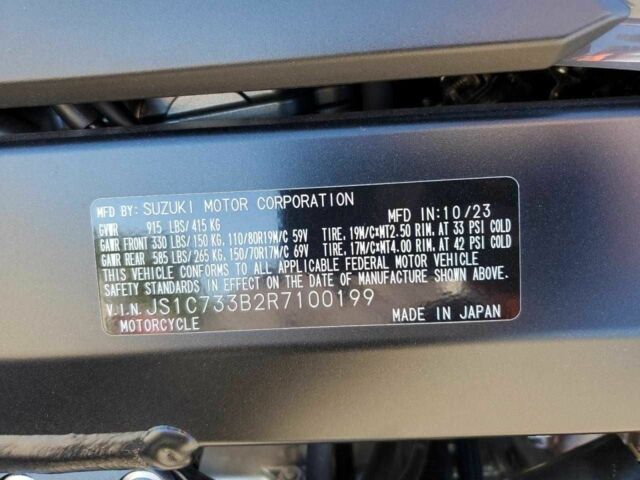 MFD BY: SUZUKI MOTOR CORPORATION MFD IN: 10/23
GVWR 915 LBS/415 KG
GAWR FRONT 330 LBS/150 KG, 110/80R19M/C 59V TIRE, 19M/C×MT2.50 RIM. AT 33 PSI COLD
GAWR REAR 585 LBS/265 KG, 150/70R17M/C 69V TIRE, 17M/C×MT4.00 RIM. AT 42 PSI COLD
THIS VEHICLE CONFORMS TO ALL APPLICABLE FEDERAL MOTOR VEHICLE
SAFETY STANDARDS IN EFFECT ON THE DATE OF MANUFACTURE SHOWN ABOVE.
V.I.N. JS1C733B2R7100199
MOTORCYCLE MADE IN JAPAN